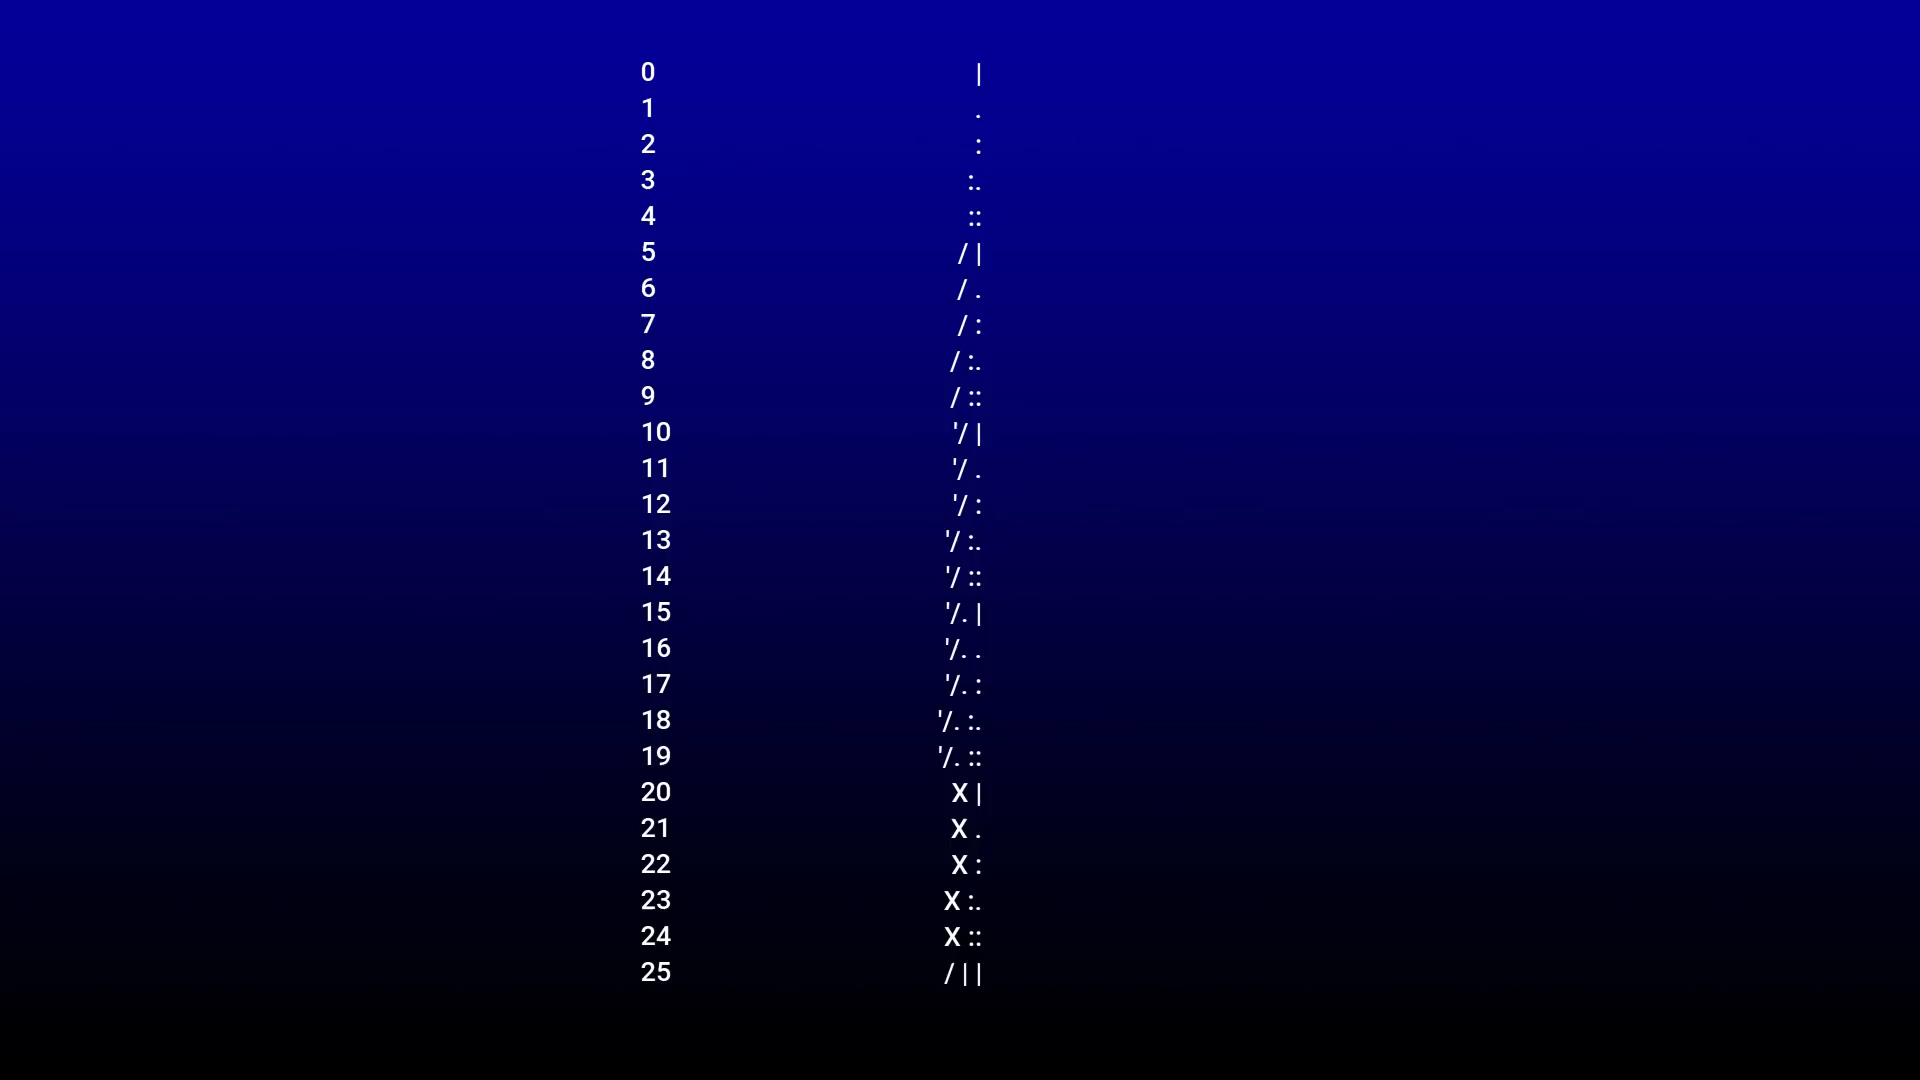 0 |
1 .
2 :
3 :.
4 ::
5 / |
6 / .
7 / :
8 / :.
9 / ::
10 '/ |
11 '/ .
12 '/ :
13 '/ :.
14 '/ ::
15 '/. |
16 '/. .
17 '/. :
18 '/. :.
19 '/. ::
20 X |
21 X .
22 X :
23 X :.
24 X ::
25 / | |